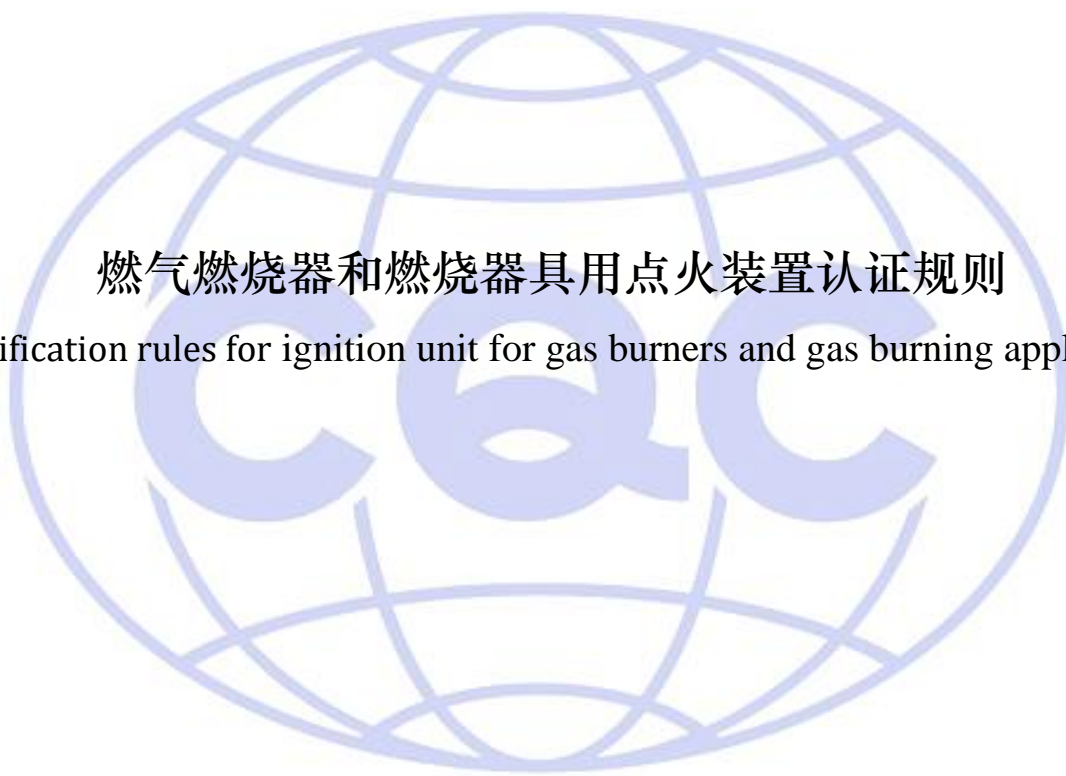 燃气燃烧器和燃烧器具用点火装置认证规则
ification rules for ignition unit for gas burners and gas burning appl
CQC